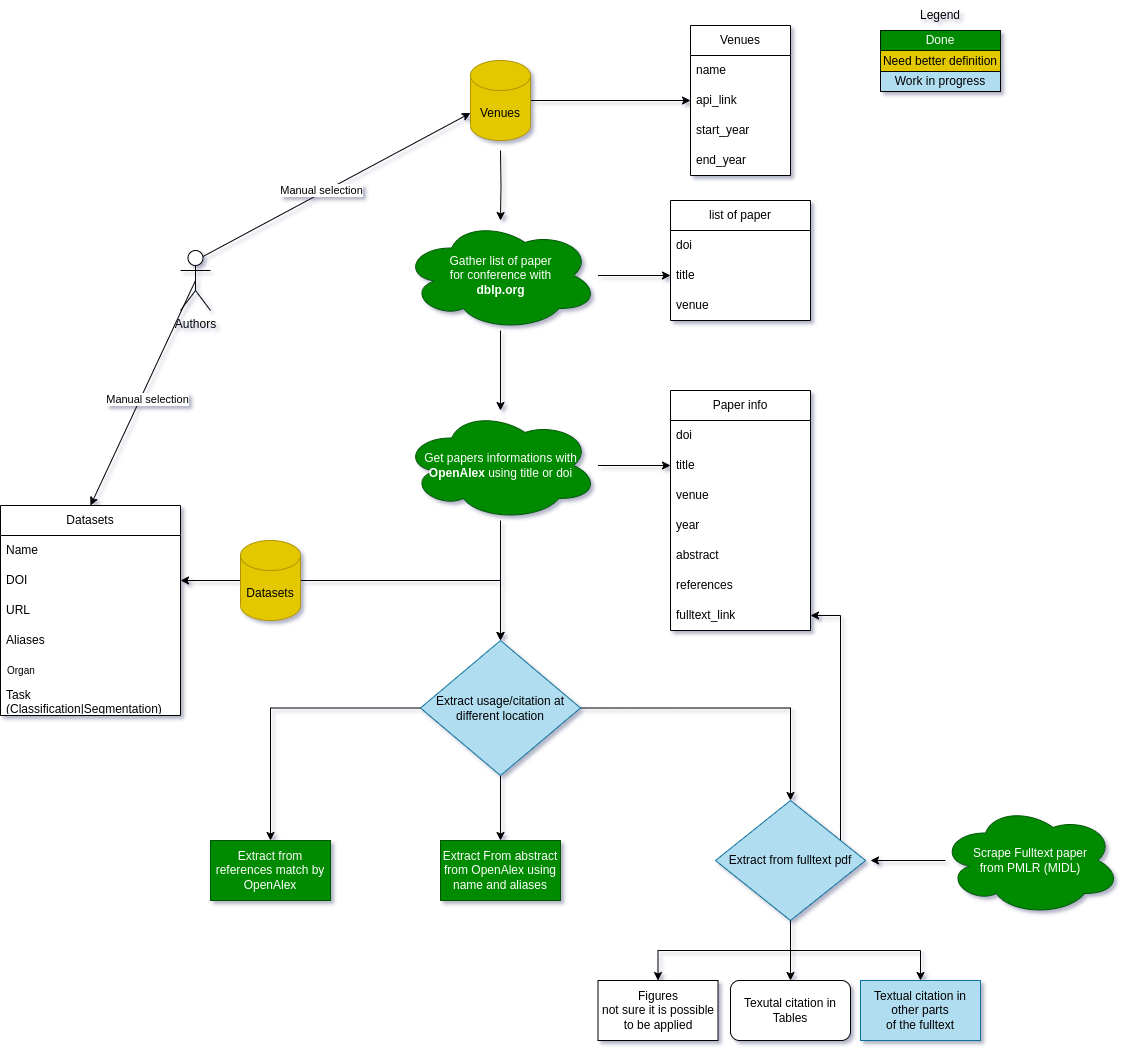 Legend
Done
Need better definition
Work in progress
Venues
name
api_link
start_year
end_year
Venues
Manual selection
list of paper
doi
title
venue
Gather list of paper
for conference with
dblp.org
Authors
Manual selection
Paper info
doi
title
venue
year
abstract
references
fulltext_link
Get papers informations with
OpenAlex using title or doi
Datasets
Name
DOI
URL
Aliases
Organ
Task
(Classification|Segmentation)
Datasets
Extract usage/citation at
different location
Extract from
references match by
OpenAlex
Extract From abstract
from OpenAlex using
name and aliases
Extract from fulltext pdf
Scrape Fulltext paper
from PMLR (MIDL)
Figures
not sure it is possible
to be applied
Texutal citation in
Tables
Textual citation in
other parts
of the fulltext